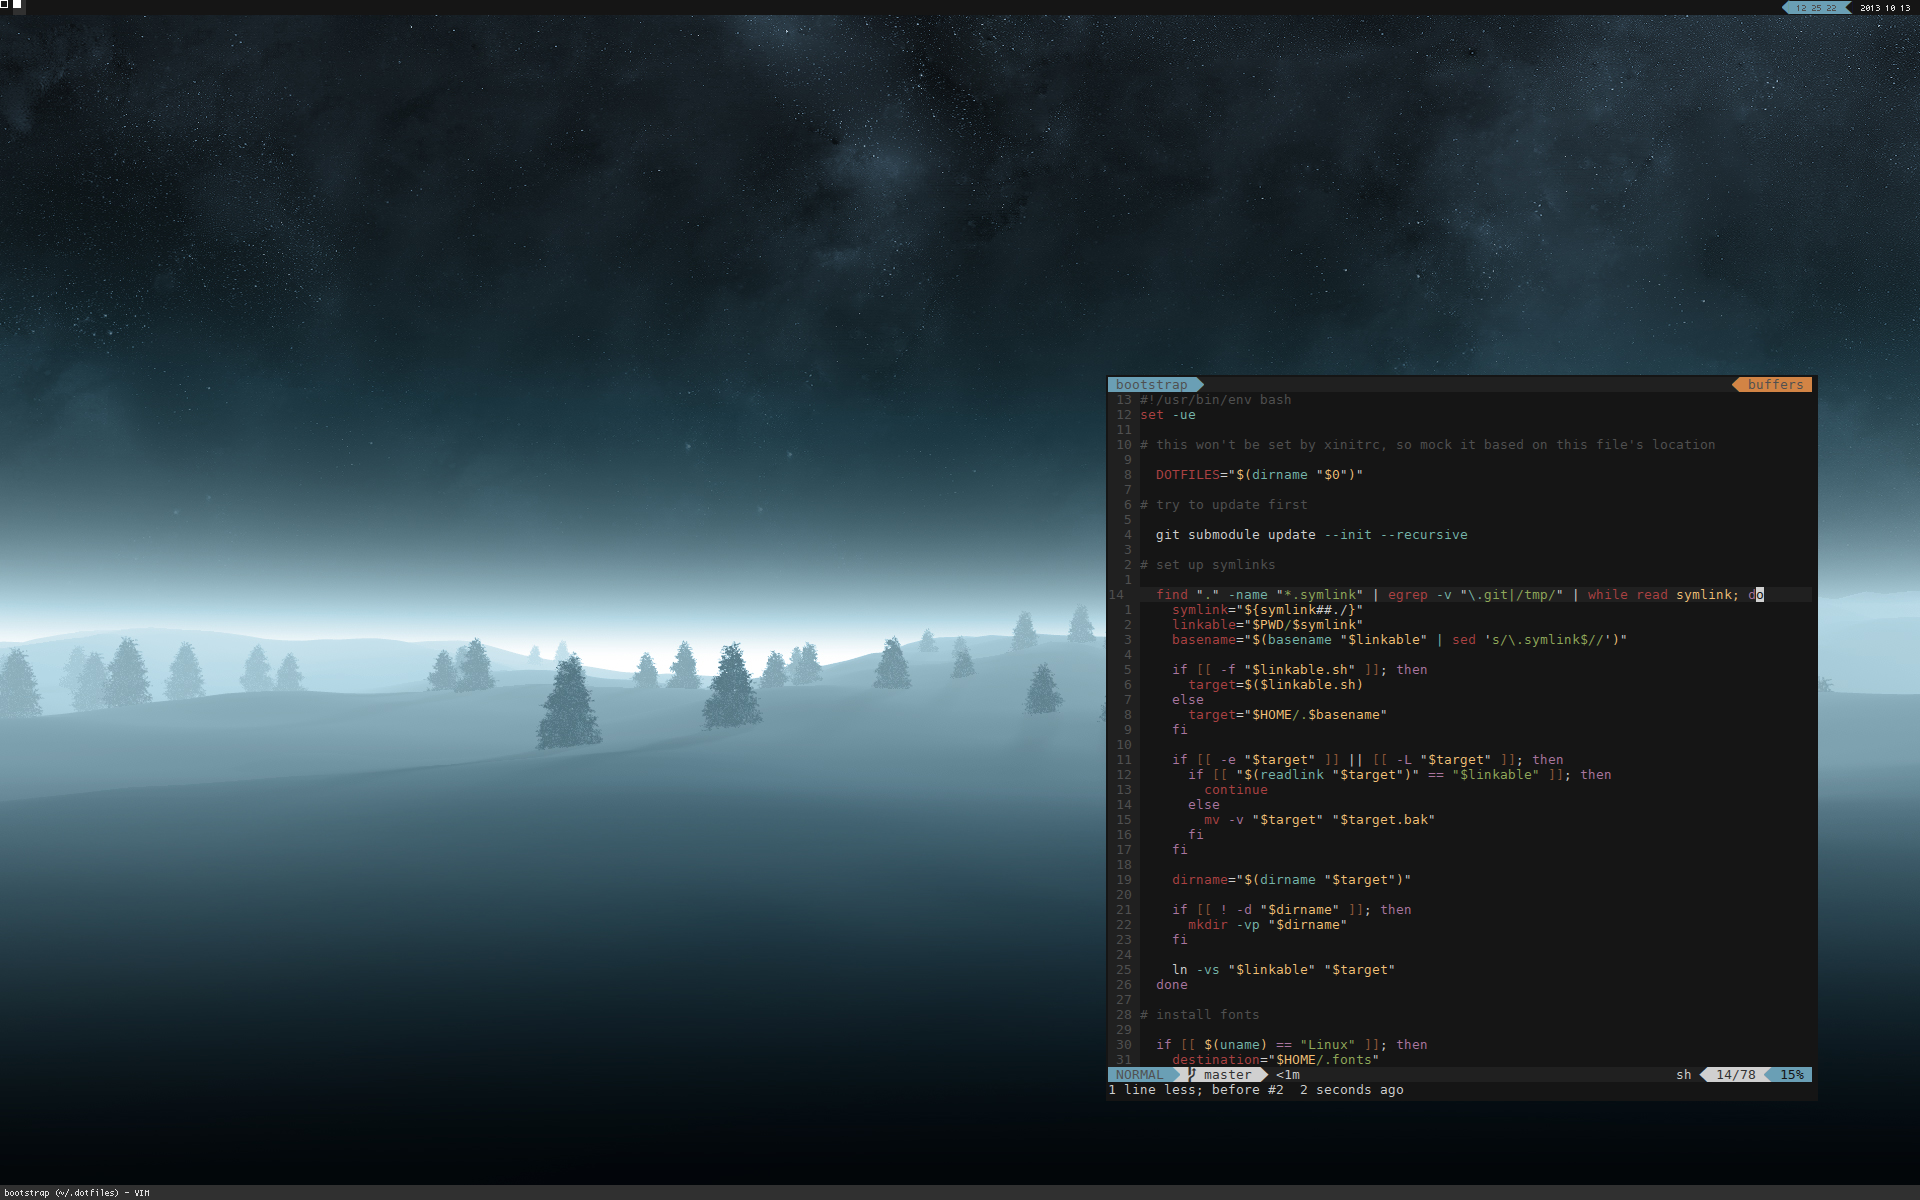 12 25 22 2013 10 13
bootstrap buffers
13 #!/usr/bin/env bash
12 set -ue
11
10 # this won't be set by xinitrc, so mock it based on this file's location
9
8   DOTFILES="$(dirname "$0")"
7
6 # try to update first
5
4   git submodule update --init --recursive
3
2 # set up symlinks
1
14   find "." -name "*.symlink" | egrep -v "\.git|/tmp/" | while read symlink; do
1     symlink="${symlink##./}"
2     linkable="$PWD/$symlink"
3     basename="$(basename "$linkable" | sed 's/\.symlink$//')"
4
5     if [[ -f "$linkable.sh" ]]; then
6       target=$($linkable.sh)
7     else
8       target="$HOME/.$basename"
9     fi
10
11     if [[ -e "$target" ]] || [[ -L "$target" ]]; then
12       if [[ "$(readlink "$target")" == "$linkable" ]]; then
13         continue
14       else
15         mv -v "$target" "$target.bak"
16       fi
17     fi
18
19     dirname="$(dirname "$target")"
20
21     if [[ ! -d "$dirname" ]]; then
22       mkdir -vp "$dirname"
23     fi
24
25     ln -vs "$linkable" "$target"
26   done
27
28 # install fonts
29
30   if [[ $(uname) == "Linux" ]]; then
31     destination="$HOME/.fonts"
NORMAL master <1m sh 14/78 15%
1 line less; before #2  2 seconds ago
bootstrap (~/.dotfiles) - VIM